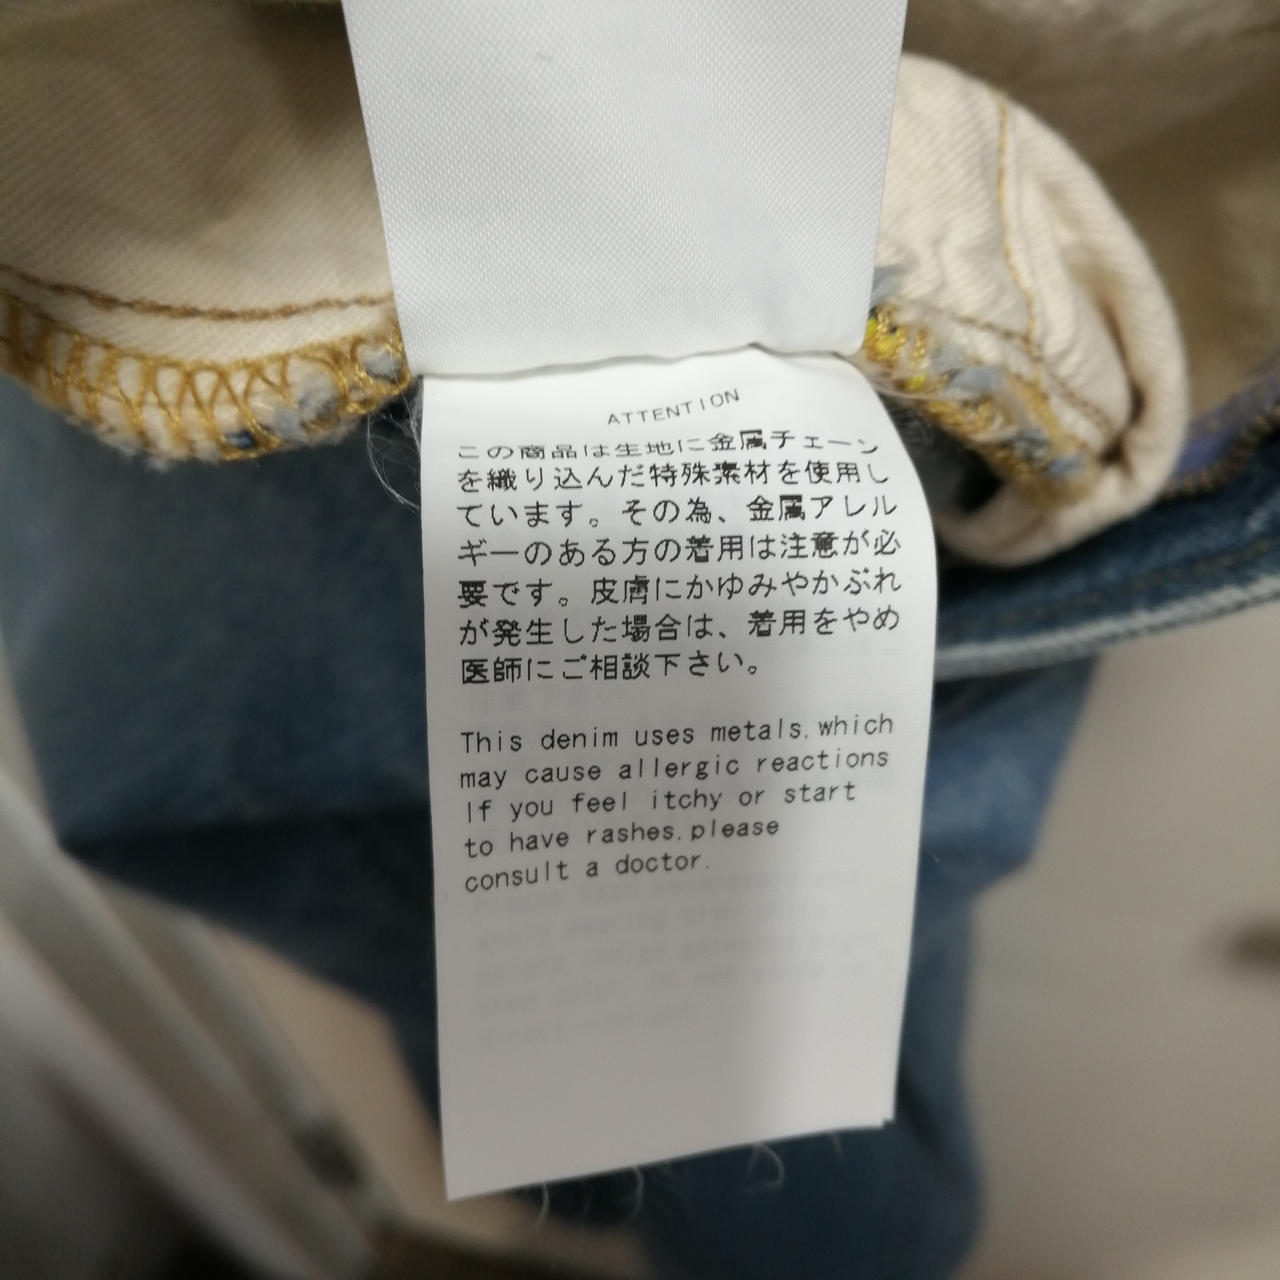 ATTENTION
この商品は生地に金属チェーン
を織り込んだ特殊素材を使用し
ています。その為、金属アレル
ギーのある方の着用は注意が必
要です。皮膚にかゆみやかぶれ
が発生した場合は、着用をやめ
医師にご相談下さい。
This denim uses metals.which
may cause allergic reactions
If you feel itchy or start
to have rashes.please
consult a doctor.